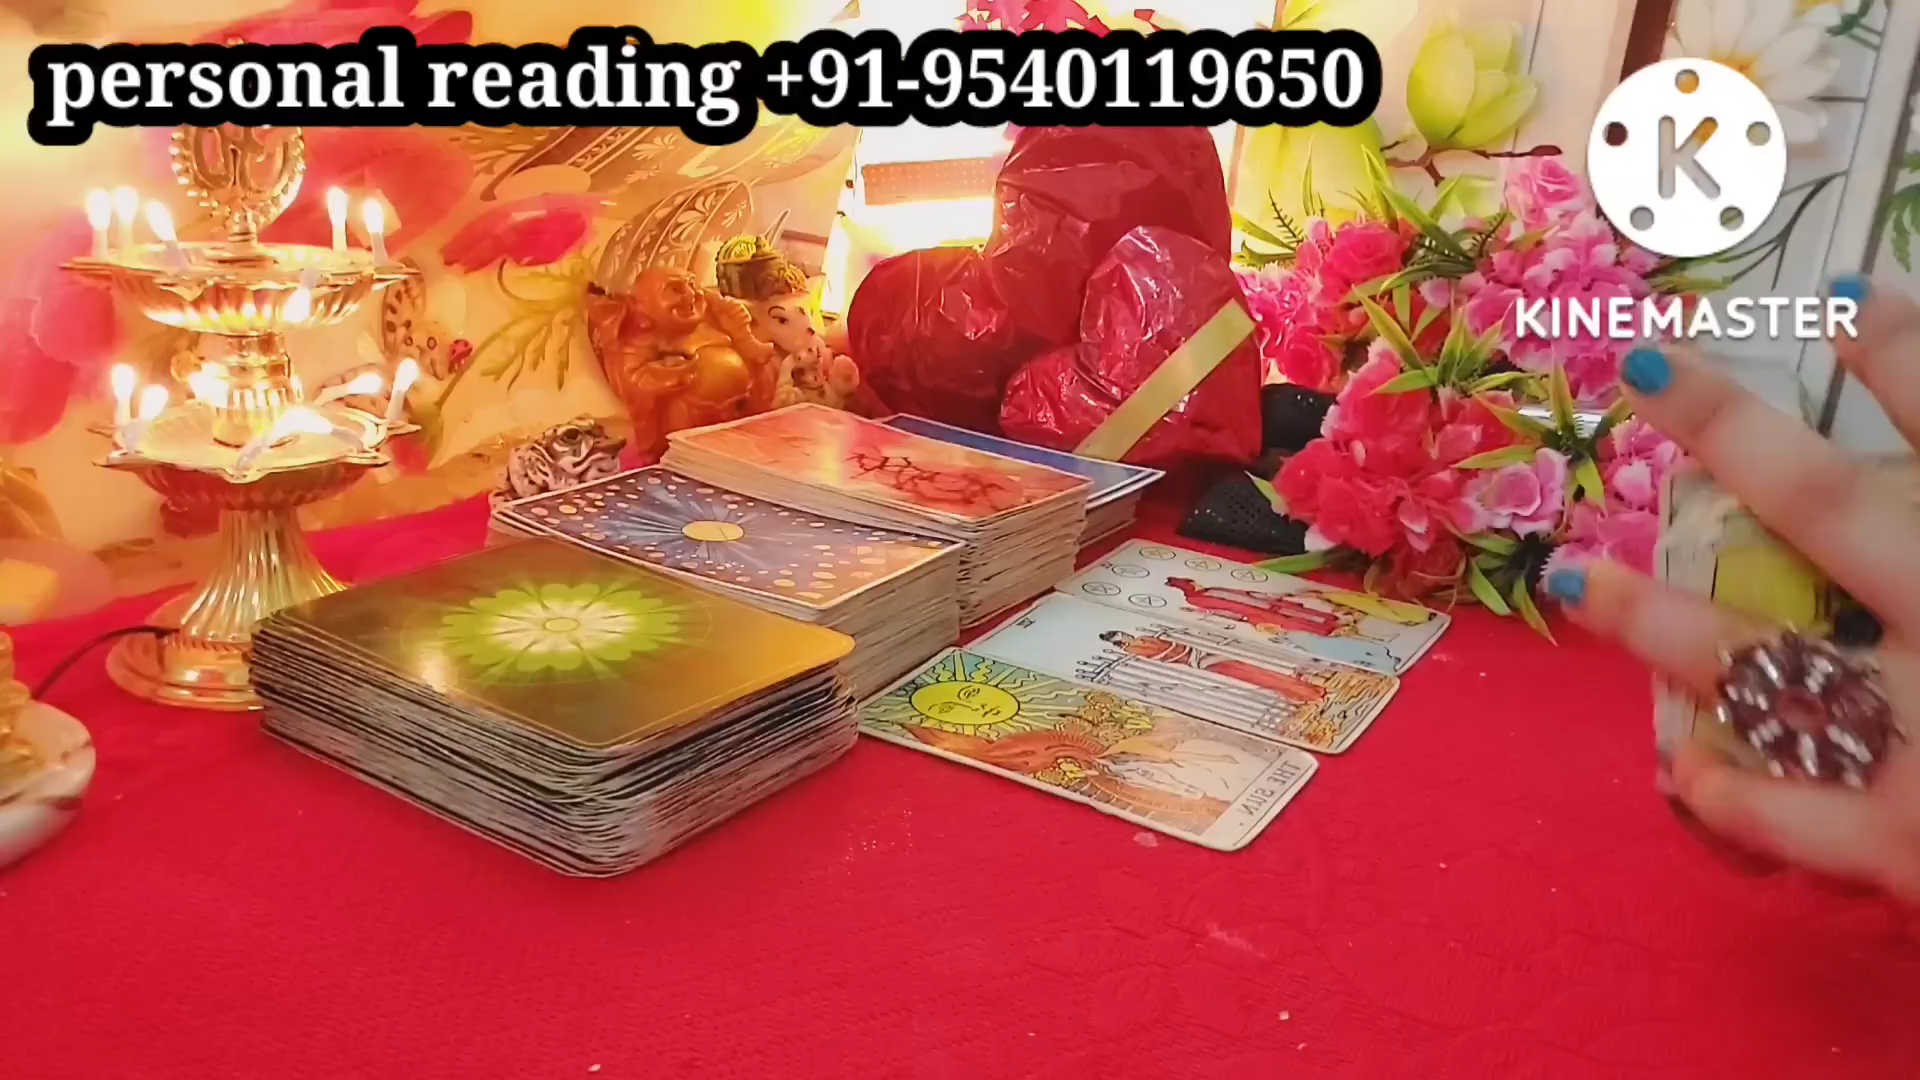 personal reading +91-9540119650
K
KINEMASTER
THE SUN.